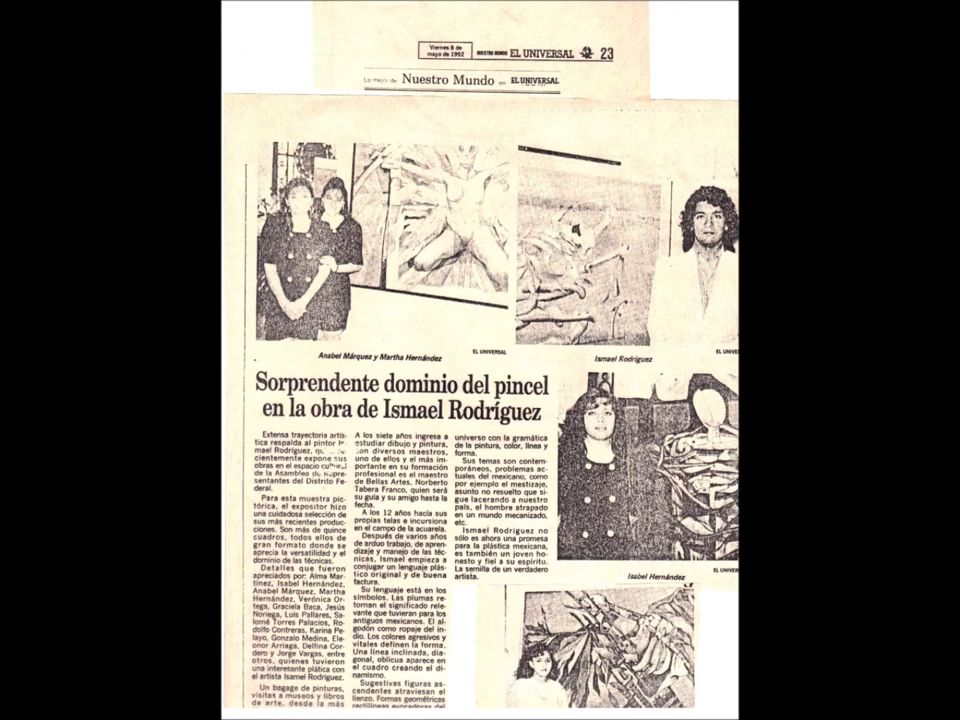 Viernes 8 de
mayo de 1992
NUESTRO MUNDO EL UNIVERSAL 23
Lo mejor de Nuestro Mundo en EL UNIVERSAL
Anabel Márquez y Martha Hernández
EL UNIVERSAL
Ismael Rodríguez
EL UNIVE
Sorprendente dominio del pincel
en la obra de Ismael Rodríguez
Extensa trayectoria artís-
tica respalda al pintor Is-
mael Rodríguez,
cientemente expone sus
obras en el espacio cultural
de la Asamblea de Repre-
sentantes del Distrito Fe-
deral.
Para esta muestra pic-
tórica, el expositor hizo
una cuidadosa selección de
sus más recientes produc-
ciones. Son más de quince
cuadros, todos ellos de
gran formato donde se
aprecia la versatilidad y el
dominio de las técnicas.
Detalles que fueron
apreciados por: Alma Mar-
tínez, Isabel Hernández,
Anabel Márquez, Martha
Hernández, Verónica Or-
tega, Graciela Baca, Jesús
Noriega, Luis Pallares, Sa-
lomé Torres Palacios, Ro-
dolfo Contreras, Karina Pe-
layo, Gonzalo Medina, Ele-
onor Arriaga, Delfina Cor-
dero y Jorge Vargas, entre
otros, quienes tuvieron
una interesante plática con
el artista Isamel Rodríguez.
Un bagage de pinturas,
visitas a museos y libros
de arte, desde la más
A los siete años ingresa a
estudiar dibujo y pintura,
con diversos maestros,
uno de ellos y el más im-
portante en su formación
profesional es el maestro
de Bellas Artes, Norberto
Tabera Franco, quien será
su guía y su amigo hasta la
fecha.
A los 12 años hacía sus
propias telas e incursiona
en el campo de la acuarela.
Después de varios años
de arduo trabajo, de apren-
dizaje y manejo de las téc-
nicas, Ismael empieza a
conjugar un lenguaje plás-
tico original y de buena
factura.
Su lenguaje está en los
símbolos. Las plumas re-
tornan el significado rele-
vante que tuvieran para los
antiguos mexicanos. El al-
godón como ropaje del in-
dio. Los colores agresivos y
vitales definen la forma.
Una línea inclinada, dia-
gonal, oblicua aparece en
el cuadro creando el di-
namismo.
Sugestivas figuras as-
cendentes atraviesan el
lienzo. Formas geométricas
rectilíneas evocadoras del
universo con la gramática
de la pintura, color, línea y
forma.
Sus temas son contem-
poráneos, problemas ac-
tuales del mexicano, como
por ejemplo el mestizaje,
asunto no resuelto que si-
gue lacerando a nuestro
país, el hombre atrapado
en un mundo mecanizado,
etc.
Ismael Rodríguez no
sólo es ahora una promesa
para la plástica mexicana,
es también un joven ho-
nesto y fiel a su espíritu.
La semilla de un verdadero
artista.
EL UNIVER
Isabel Hernández